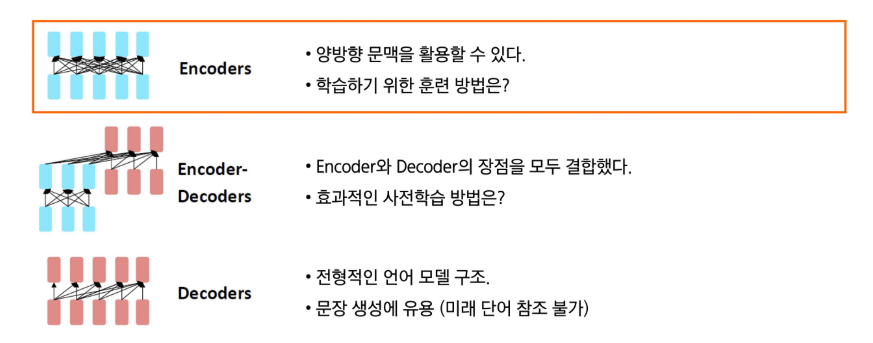 Encoders
• 양방향 문맥을 활용할 수 있다.
• 학습하기 위한 훈련 방법은?
Encoder-
Decoders
• Encoder와 Decoder의 장점을 모두 결합했다.
• 효과적인 사전학습 방법은?
Decoders
• 전형적인 언어 모델 구조.
• 문장 생성에 유용 (미래 단어 참조 불가)